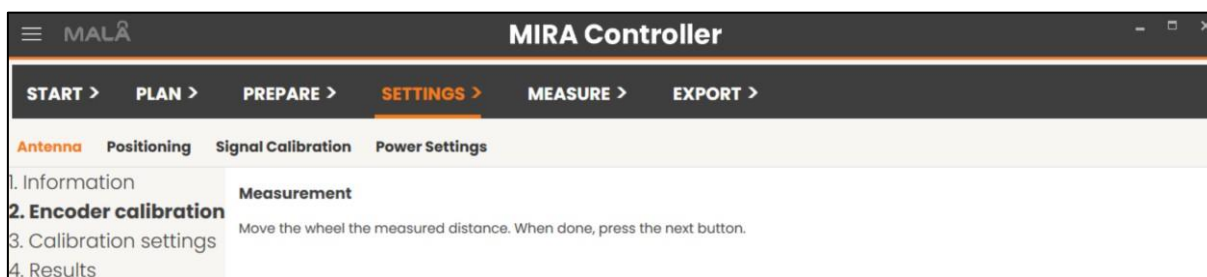 MALÅ MIRA Controller
START > PLAN > PREPARE > SETTINGS > MEASURE > EXPORT >
Antenna Positioning Signal Calibration Power Settings
1. Information
2. Encoder calibration
3. Calibration settings
4. Results
Measurement
Move the wheel the measured distance. When done, press the next button.